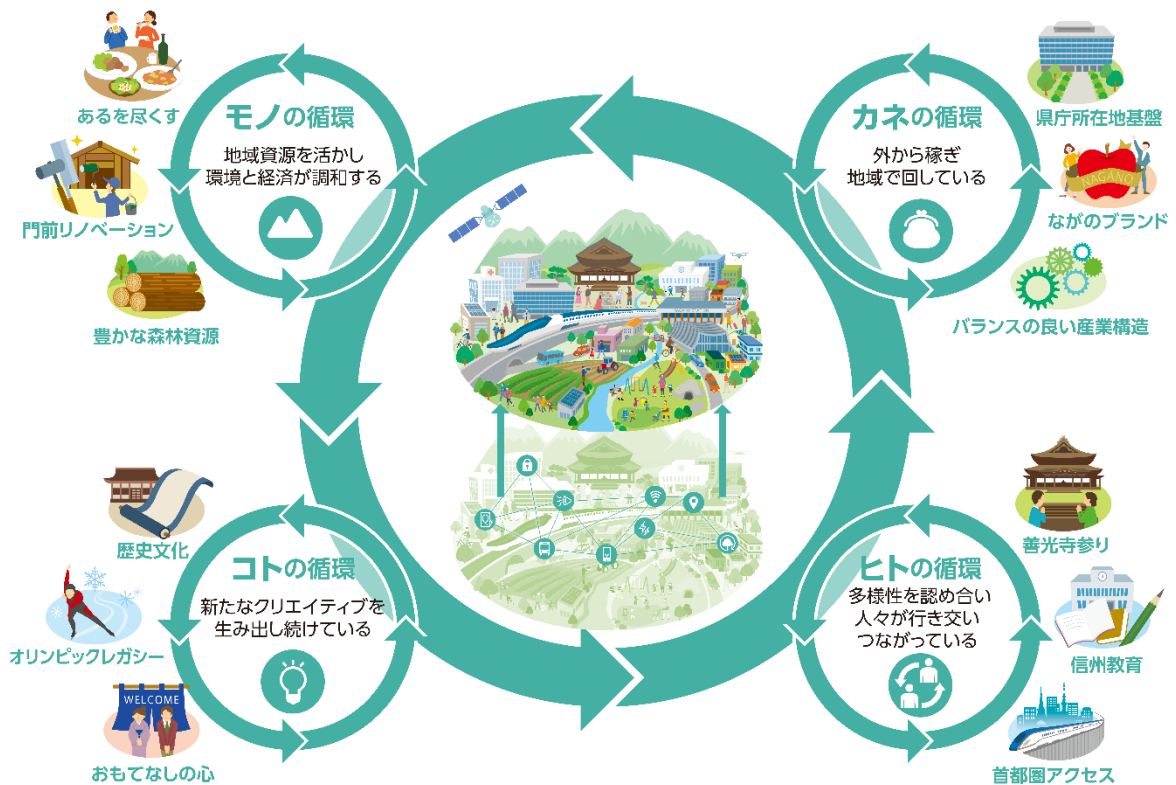 あるを尽くす
門前リノベーション
豊かな森林資源
モノの循環
地域資源を活かし
環境と経済が調和する
カネの循環
外から稼ぎ
地域で回している
県庁所在地基盤
NAGANO
ながのブランド
バランスの良い産業構造
歴史文化
オリンピックレガシー
WELCOME
おもてなしの心
コトの循環
新たなクリエイティブを
生み出し続けている
ヒトの循環
多様性を認め合い
人々が行き交い
つながっている
善光寺参り
信州教育
首都圏アクセス